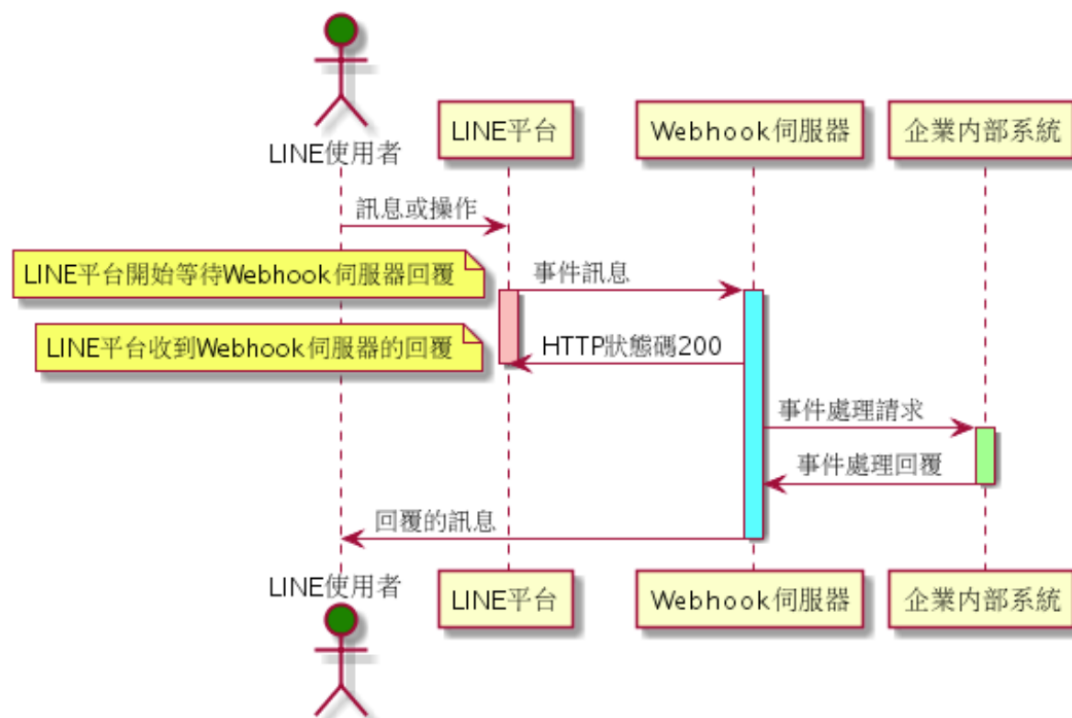 LINE使用者
LINE平台
Webhook伺服器
企業內部系統
訊息或操作
LINE平台開始等待Webhook伺服器回覆
事件訊息
LINE平台收到Webhook伺服器的回覆
HTTP狀態碼200
事件處理請求
事件處理回覆
回覆的訊息
LINE使用者
LINE平台
Webhook伺服器
企業內部系統